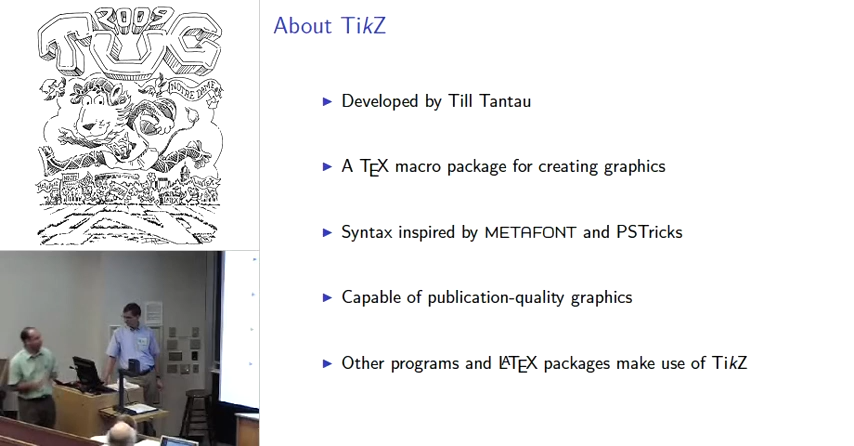 2009
TUG
NOTRE DAME
About TikZ
Developed by Till Tantau
A TEX macro package for creating graphics
Syntax inspired by METAFONT and PSTricks
Capable of publication-quality graphics
Other programs and LATEX packages make use of TikZ